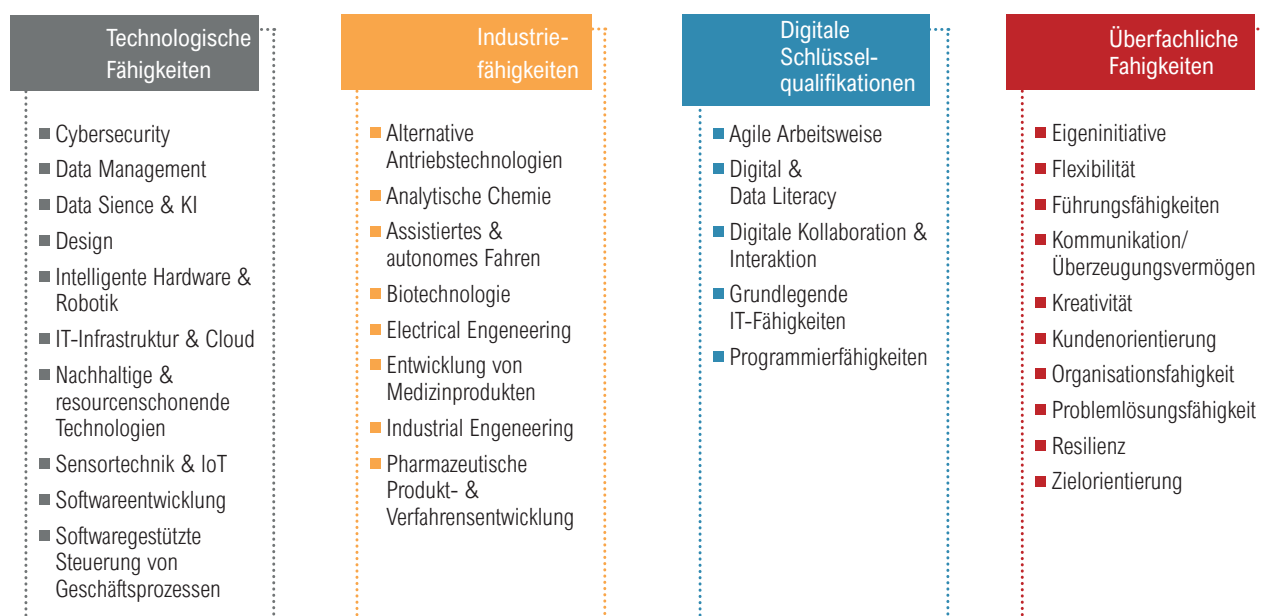 Technologische
Fähigkeiten
Cybersecurity
Data Management
Data Sience & KI
Design
Intelligente Hardware &
Robotik
IT-Infrastruktur & Cloud
Nachhaltige &
resourcenschonende
Technologien
Sensortechnik & IoT
Softwareentwicklung
Softwaregestützte
Steuerung von
Geschäftsprozessen
Industrie-
fähigkeiten
Alternative
Antriebstechnologien
Analytische Chemie
Assistiertes &
autonomes Fahren
Biotechnologie
Electrical Engeneering
Entwicklung von
Medizinprodukten
Industrial Engeneering
Pharmazeutische
Produkt- &
Verfahrensentwicklung
Digitale
Schlüssel-
qualifikationen
Agile Arbeitsweise
Digital &
Data Literacy
Digitale Kollaboration &
Interaktion
Grundlegende
IT-Fähigkeiten
Programmierfähigkeiten
Überfachliche
Fahigkeiten
Eigeninitiative
Flexibilität
Führungsfähigkeiten
Kommunikation/
Überzeugungsvermögen
Kreativität
Kundenorientierung
Organisationsfahigkeit
Problemlösungsfähigkeit
Resilienz
Zielorientierung